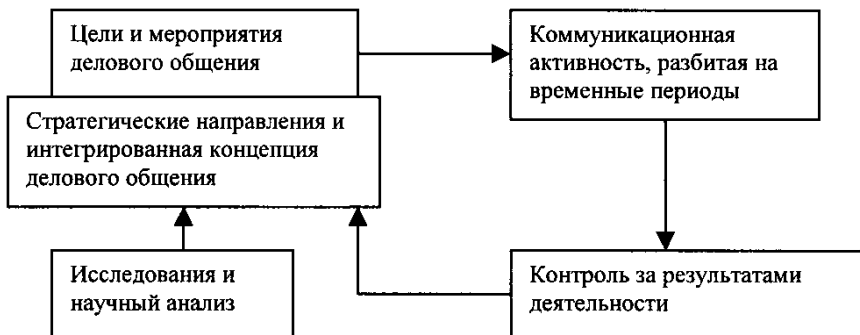 Цели и мероприятия
делового общения
Коммуникационная
активность, разбитая на
временные периоды
Стратегические направления и
интегрированная концепция
делового общения
Исследования и
научный анализ
Контроль за результатами
деятельности